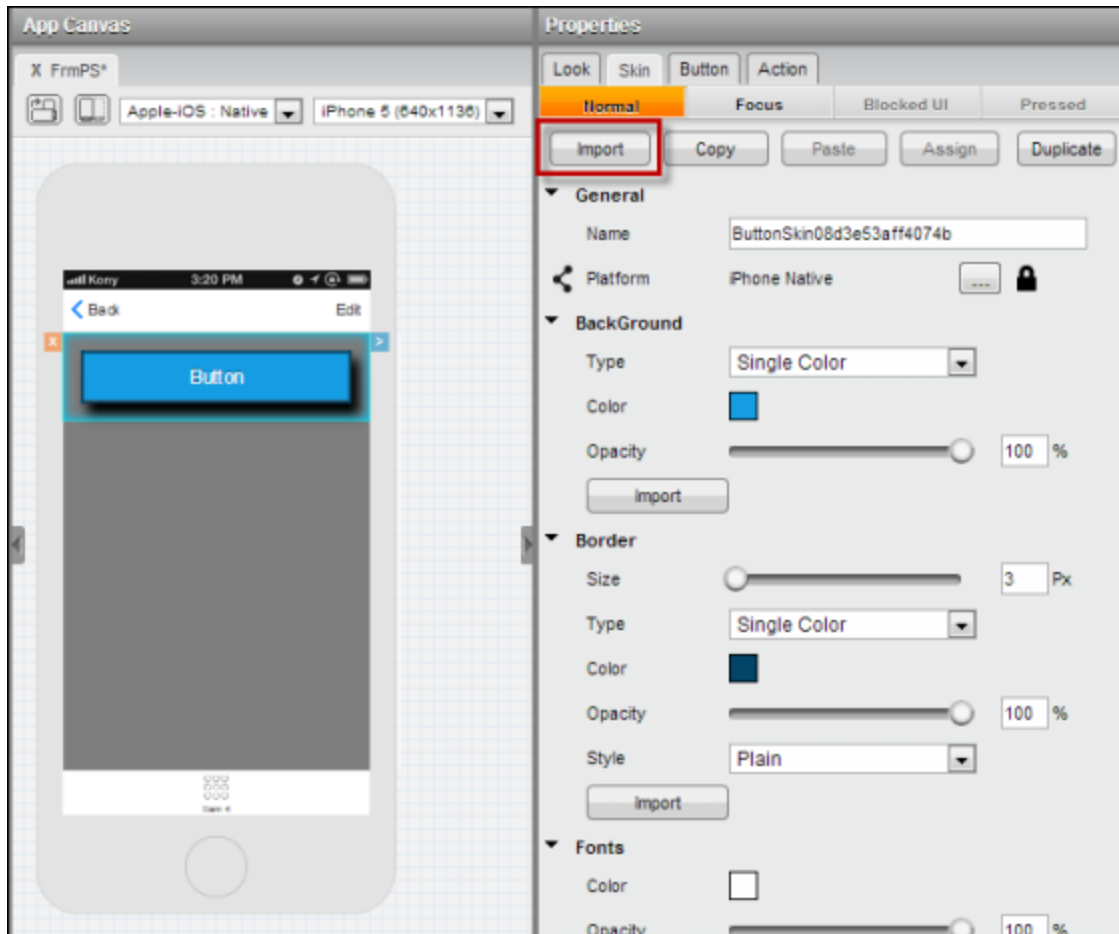 App Canvas
X FrmPS*
Apple-iOS : Native
iPhone 5 (640x1136)
Kony 3:20 PM
Back Edit
X >
Button
Properties
Look Skin Button Action
Normal Focus Blocked UI Pressed
Import Copy Paste Assign Duplicate
General
Name ButtonSkin08d3e53aff4074b
Platform iPhone Native ...
BackGround
Type Single Color
Color
Opacity 100 %
Import
Border
Size 3 Px
Type Single Color
Color
Opacity 100 %
Style Plain
Import
Fonts
Color
Opacity 100 %